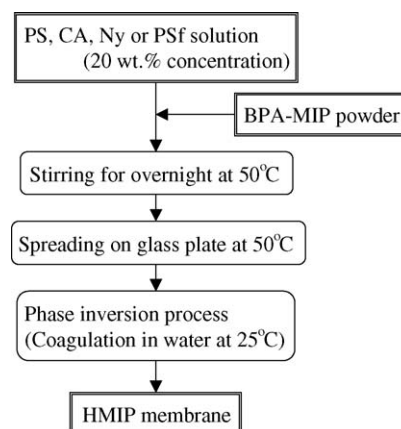 PS, CA, Ny or PSf solution
(20 wt.% concentration)
BPA-MIP powder
Stirring for overnight at 50°C
Spreading on glass plate at 50°C
Phase inversion process
(Coagulation in water at 25°C)
HMIP membrane